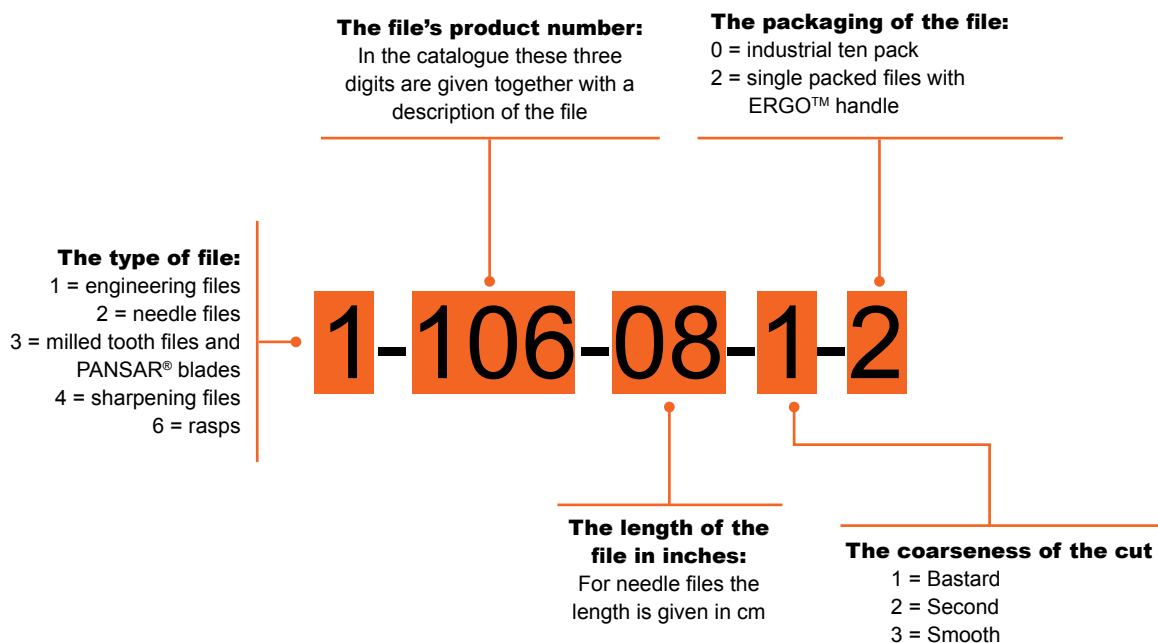 The file's product number:
In the catalogue these three
digits are given together with a
description of the file
The packaging of the file:
0 = industrial ten pack
2 = single packed files with
ERGO™ handle
The type of file:
1 = engineering files
2 = needle files
3 = milled tooth files and
PANSAR® blades
4 = sharpening files
6 = rasps
1-106-08-1-2
The length of the
file in inches:
For needle files the
length is given in cm
The coarseness of the cut
1 = Bastard
2 = Second
3 = Smooth